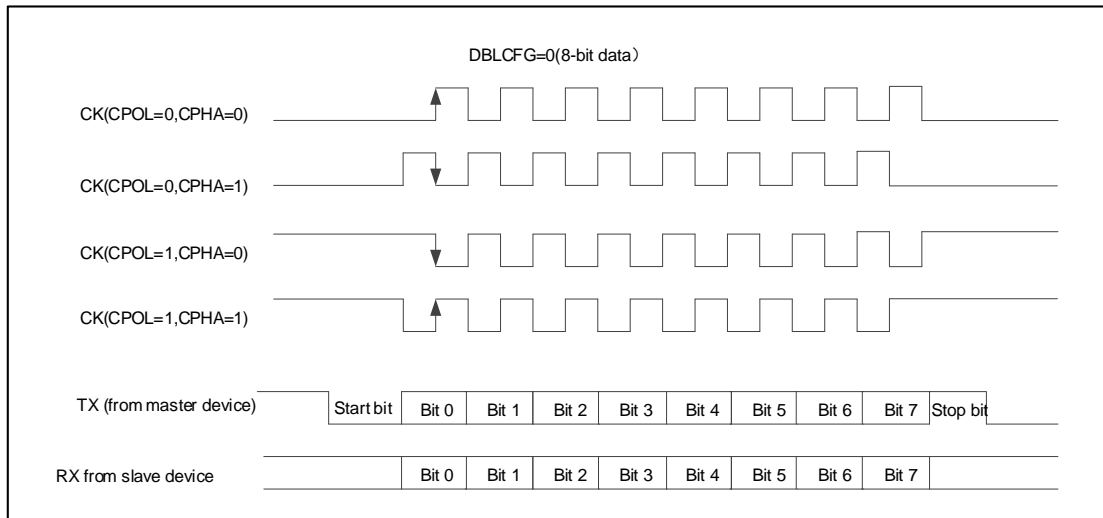 DBLCFG=0(8-bit data）
CK(CPOL=0,CPHA=0)
CK(CPOL=0,CPHA=1)
CK(CPOL=1,CPHA=0)
CK(CPOL=1,CPHA=1)
TX (from master device) Start bit Bit 0 Bit 1 Bit 2 Bit 3 Bit 4 Bit 5 Bit 6 Bit 7 Stop bit
RX from slave device Bit 0 Bit 1 Bit 2 Bit 3 Bit 4 Bit 5 Bit 6 Bit 7